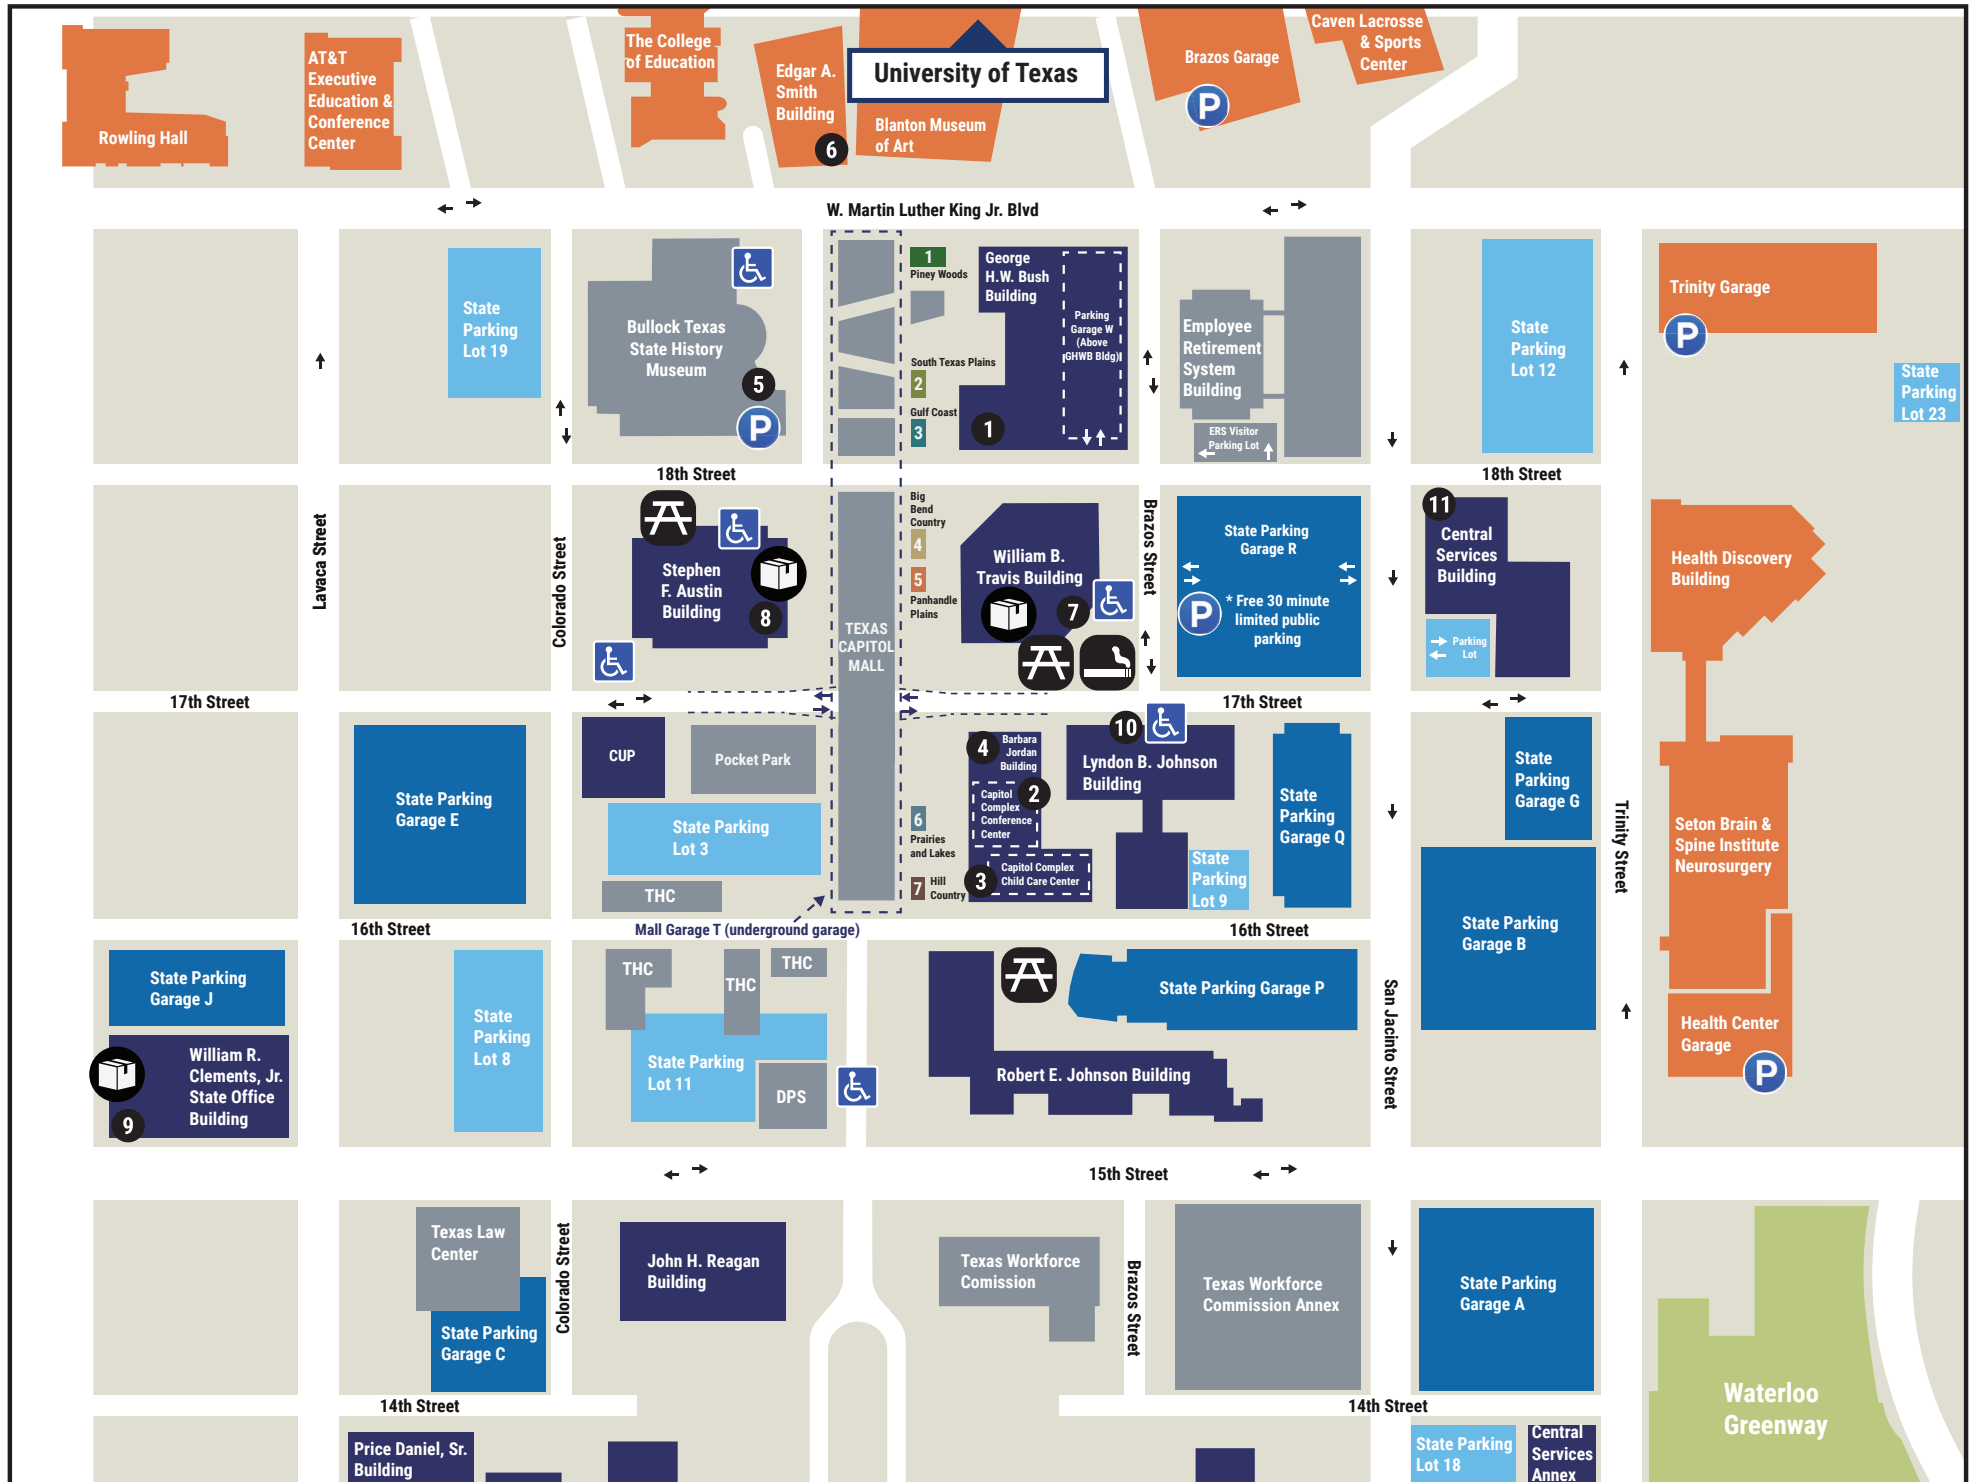 Rowling Hall
AT&T
Executive
Education &
Conference
Center
The College
of Education
Edgar A.
Smith
Building
6
University of Texas
Blanton Museum
of Art
Brazos Garage
P
Caven Lacrosse
& Sports
Center
W. Martin Luther King Jr. Blvd
State
Parking
Lot 19
Bullock Texas
State History
Museum
5
P
1
Piney Woods
South Texas Plains
2
Gulf Coast
3
George
H.W. Bush
Building
Parking
Garage W
(Above
GHWB Bldg)
1
Employee
Retirement
System
Building
ERS Visitor
Parking Lot
State
Parking
Lot 12
Trinity Garage
P
State
Parking
Lot 23
18th Street
18th Street
Lavaca Street
Colorado Street
Stephen
F. Austin
Building
8
TEXAS
CAPITOL
MALL
Big
Bend
Country
4
5
Panhandle
Plains
William B.
Travis Building
7
Brazos Street
State Parking
Garage R
P
* Free 30 minute
limited public
parking
11
Central
Services
Building
Parking
Lot
Health Discovery
Building
17th Street
17th Street
State Parking
Garage E
CUP
Pocket Park
State Parking
Lot 3
THC
6
Prairies
and Lakes
7
Hill
Country
4
Barbara
Jordan
Building
2
Capitol
Complex
Conference
Center
3
Capitol Complex
Child Care Center
10
Lyndon B. Johnson
Building
State
Parking
Lot 9
State
Parking
Garage Q
State
Parking
Garage G
State Parking
Garage B
Trinity Street
Seton Brain &
Spine Institute
Neurosurgery
16th Street
Mall Garage T (underground garage)
16th Street
State Parking
Garage J
William R.
Clements, Jr.
State Office
Building
9
State
Parking
Lot 8
THC
THC
THC
State Parking
Lot 11
DPS
State Parking Garage P
Robert E. Johnson Building
San Jacinto Street
Health Center
Garage
P
15th Street
Texas Law
Center
State Parking
Garage C
Colorado Street
John H. Reagan
Building
Texas Workforce
Comission
Brazos Street
Texas Workforce
Commission Annex
State Parking
Garage A
Waterloo
Greenway
14th Street
14th Street
Price Daniel, Sr.
Building
State Parking
Lot 18
Central
Services
Annex